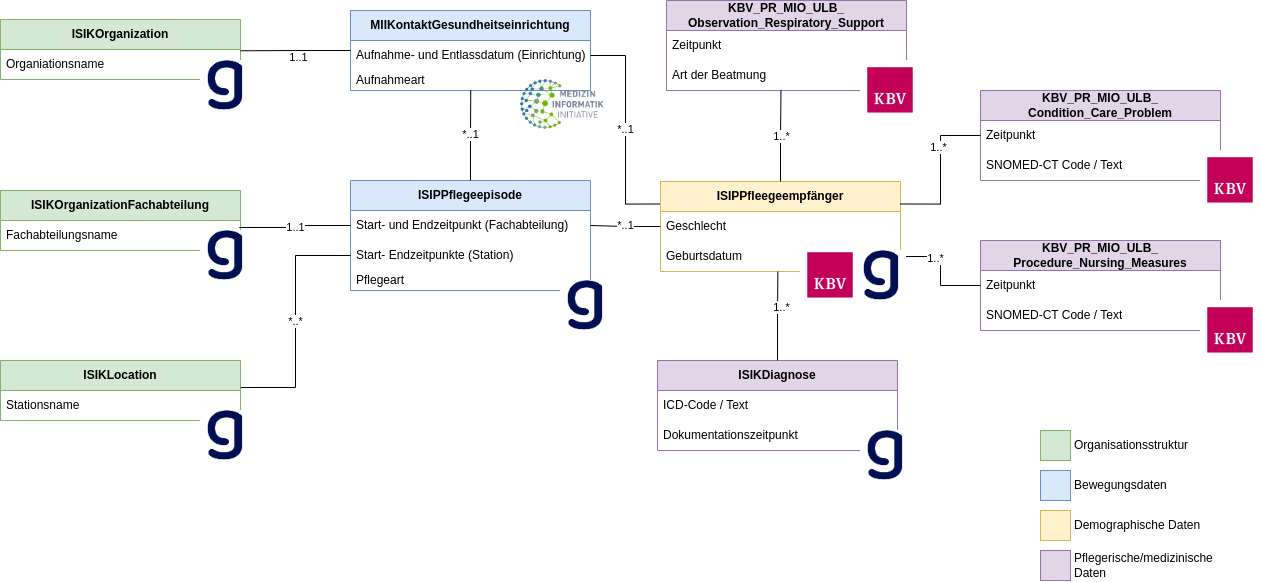 ISIKOrganization
Organiationsname
1..1
MIIKontaktGesundheitseinrichtung
Aufnahme- und Entlassdatum (Einrichtung)
Aufnahmeart
MEDIZIN
INFORMATIK
INITIATIVE
*..1
*..1
KBV_PR_MIO_ULB_
Observation_Respiratory_Support
Zeitpunkt
Art der Beatmung
KBV
1..*
KBV_PR_MIO_ULB_
Condition_Care_Problem
Zeitpunkt
SNOMED-CT Code / Text
KBV
1..*
ISIKOrganizationFachabteilung
Fachabteilungsname
1..1
ISIPPflegeepisode
Start- und Endzeitpunkt (Fachabteilung)
Start- Endzeitpunkte (Station)
Pflegeart
*..1
ISIPPfleegeempfänger
Geschlecht
Geburtsdatum
KBV
1..*
KBV_PR_MIO_ULB_
Procedure_Nursing_Measures
Zeitpunkt
SNOMED-CT Code / Text
KBV
*..*
1..*
ISIKLocation
Stationsname
ISIKDiagnose
ICD-Code / Text
Dokumentationszeitpunkt
Organisationsstruktur
Bewegungsdaten
Demographische Daten
Pflegerische/medizinische
Daten
g
g
g
g
g
g